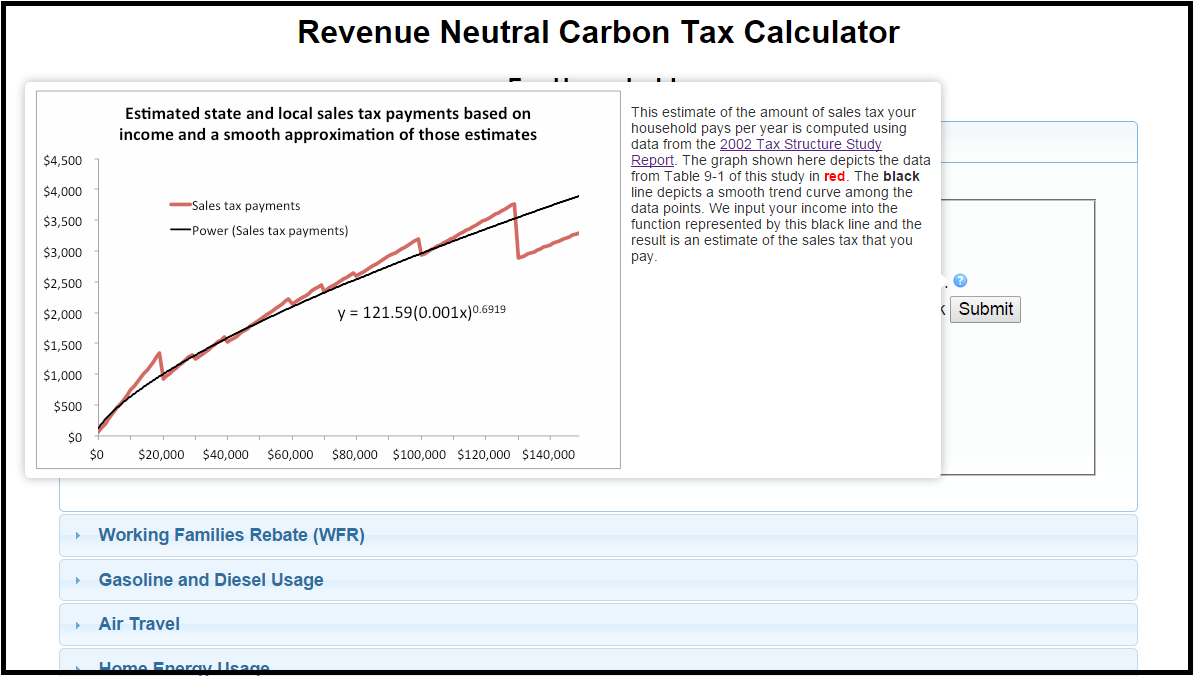 Revenue Neutral Carbon Tax Calculator
Estimated state and local sales tax payments based on
income and a smooth approximation of those estimates
$4,500
$4,000
$3,500
$3,000
$2,500
$2,000
$1,500
$1,000
$500
$0
Sales tax payments
Power (Sales tax payments)
y = 121.59(0.001x)^0.6919
$0 $20,000 $40,000 $60,000 $80,000 $100,000 $120,000 $140,000
This estimate of the amount of sales tax your
household pays per year is computed using
data from the 2002 Tax Structure Study
Report. The graph shown here depicts the data
from Table 9-1 of this study in red. The black
line depicts a smooth trend curve among the
data points. We input your income into the
function represented by this black line and the
result is an estimate of the sales tax that you
pay.
. ?
k Submit
Working Families Rebate (WFR)
Gasoline and Diesel Usage
Air Travel
Home Energy Usage